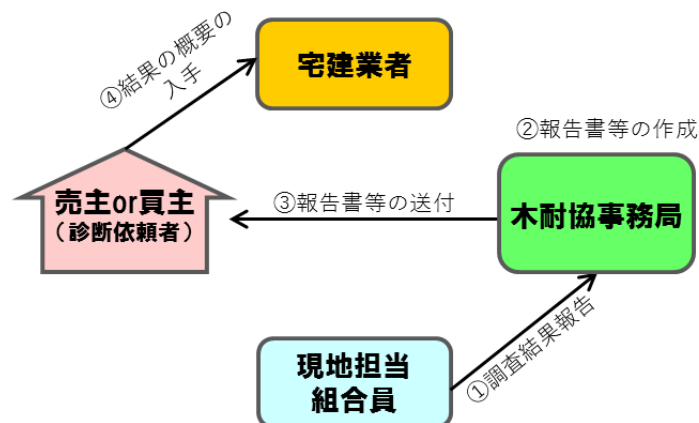 ④結果の概要の
入手
宅建業者
②報告書等の作成
売主or買主
（診断依頼者）
③報告書等の送付
木耐協事務局
現地担当
組合員
①調査結果報告